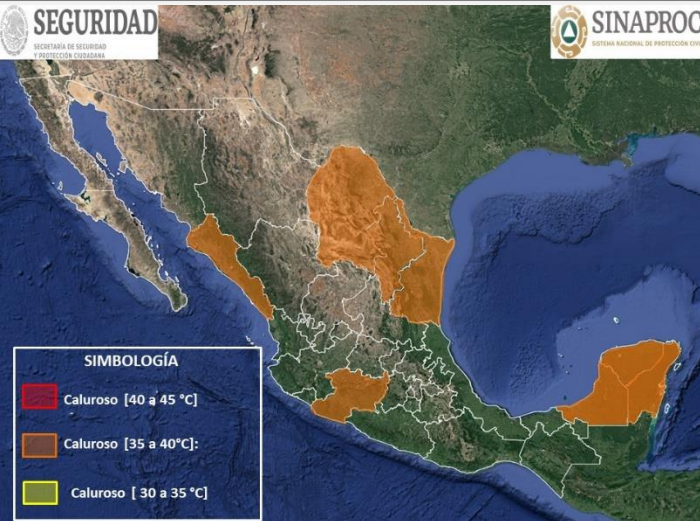 SEGURIDAD
SECRETARÍA DE SEGURIDAD
Y PROTECCIÓN CIUDADANA
SINAPROC
SISTEMA NACIONAL DE PROTECCIÓN CIV
SIMBOLOGÍA
Caluroso [40 a 45 °C]
Caluroso [35 a 40°C]:
Caluroso [ 30 a 35 °C]